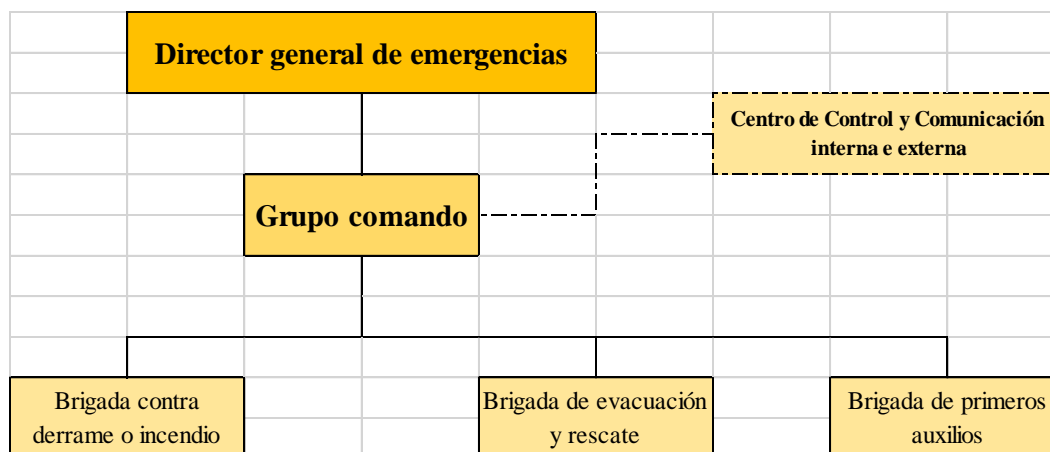 Director general de emergencias
Centro de Control y Comunicación
interna e externa
Grupo comando
Brigada contra
derrame o incendio
Brigada de evacuación
y rescate
Brigada de primeros
auxilios